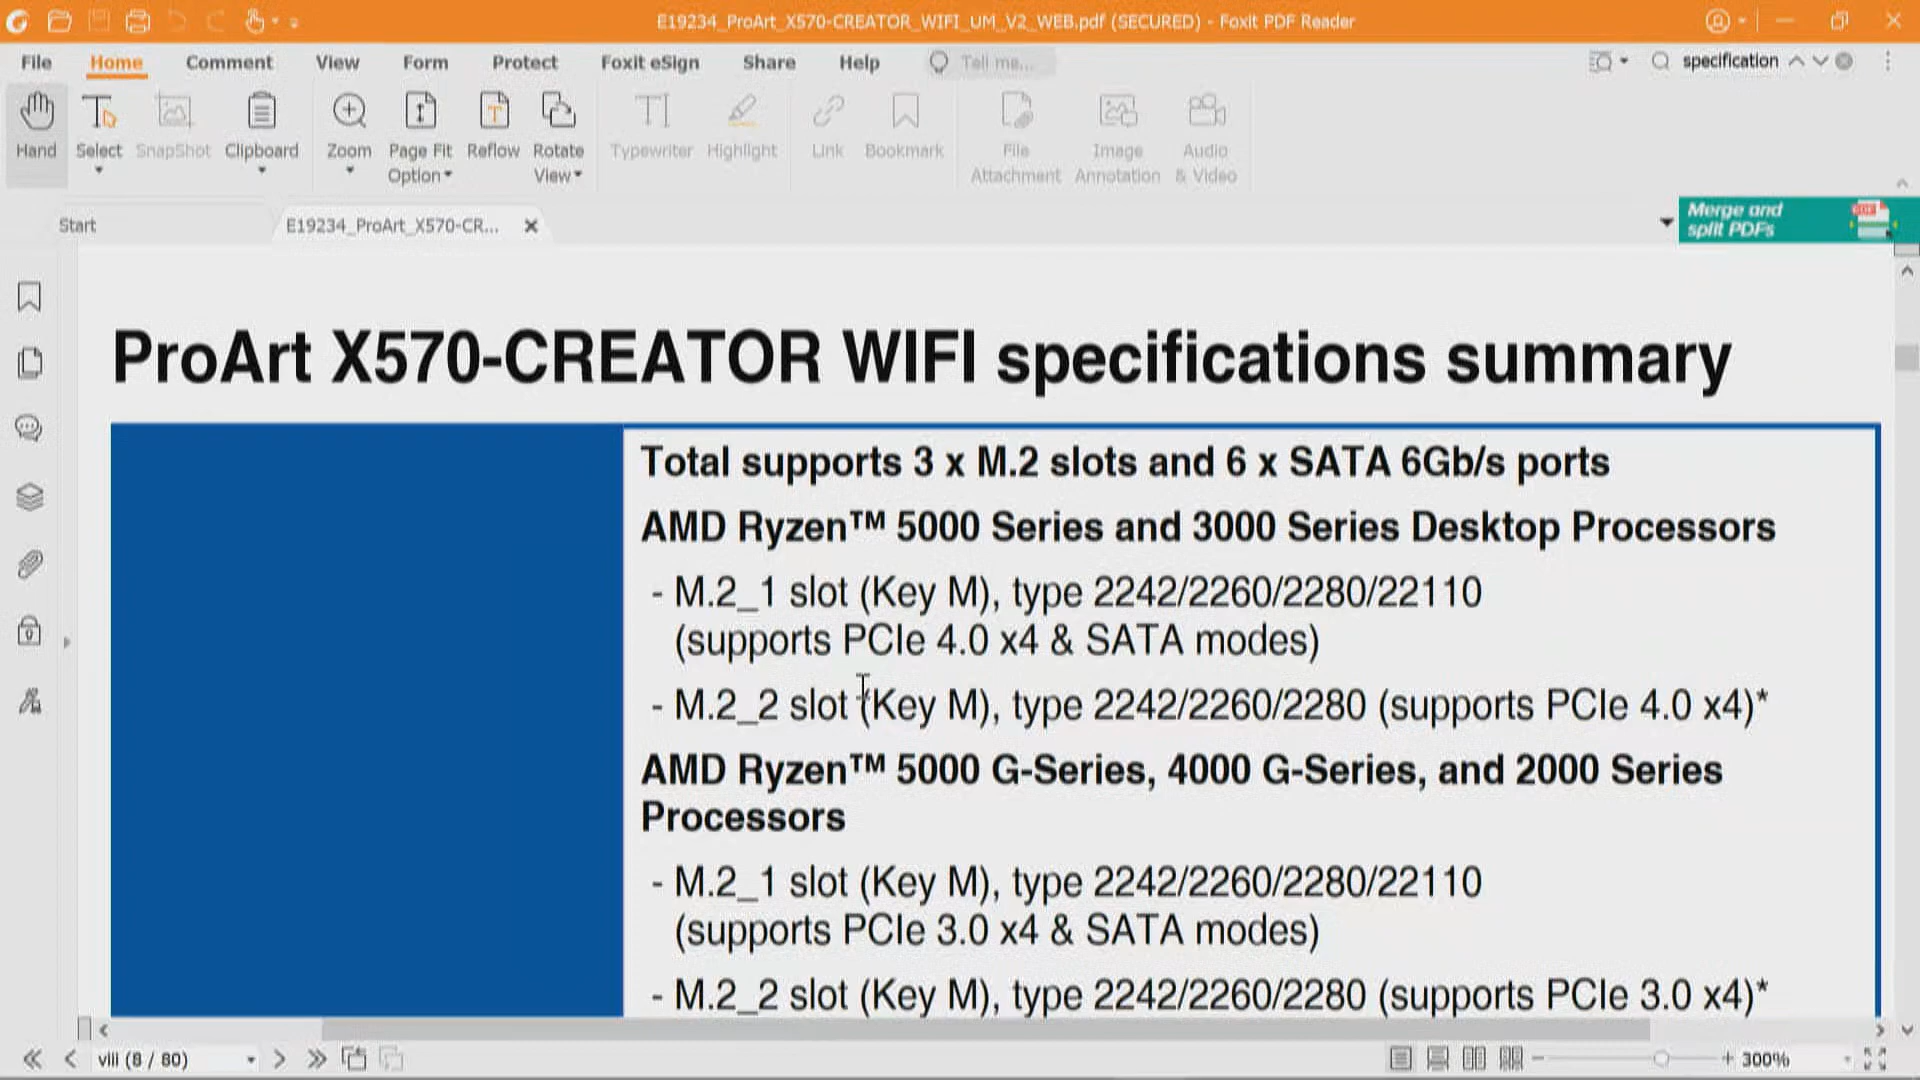 E19234_ProArt_X570-CREATOR_WIFI_UM_V2_WEB.pdf (SECURED) - Foxit PDF Reader
File Home Comment View Form Protect Foxit eSign Share Help Tell me... specification
Hand Select SnapShot Clipboard Zoom Page Fit Option Reflow Rotate View Typewriter Highlight Link Bookmark File Attachment Image Annotation Audio & Video
Start E19234_ProArt_X570-CR...
Merge and
split PDFs
ProArt X570-CREATOR WIFI specifications summary
Total supports 3 x M.2 slots and 6 x SATA 6Gb/s ports
AMD Ryzen™ 5000 Series and 3000 Series Desktop Processors
- M.2_1 slot (Key M), type 2242/2260/2280/22110
(supports PCIe 4.0 x4 & SATA modes)
- M.2_2 slot (Key M), type 2242/2260/2280 (supports PCIe 4.0 x4)*
AMD Ryzen™ 5000 G-Series, 4000 G-Series, and 2000 Series
Processors
- M.2_1 slot (Key M), type 2242/2260/2280/22110
(supports PCIe 3.0 x4 & SATA modes)
- M.2_2 slot (Key M), type 2242/2260/2280 (supports PCIe 3.0 x4)*
viii (8 / 80) 300%